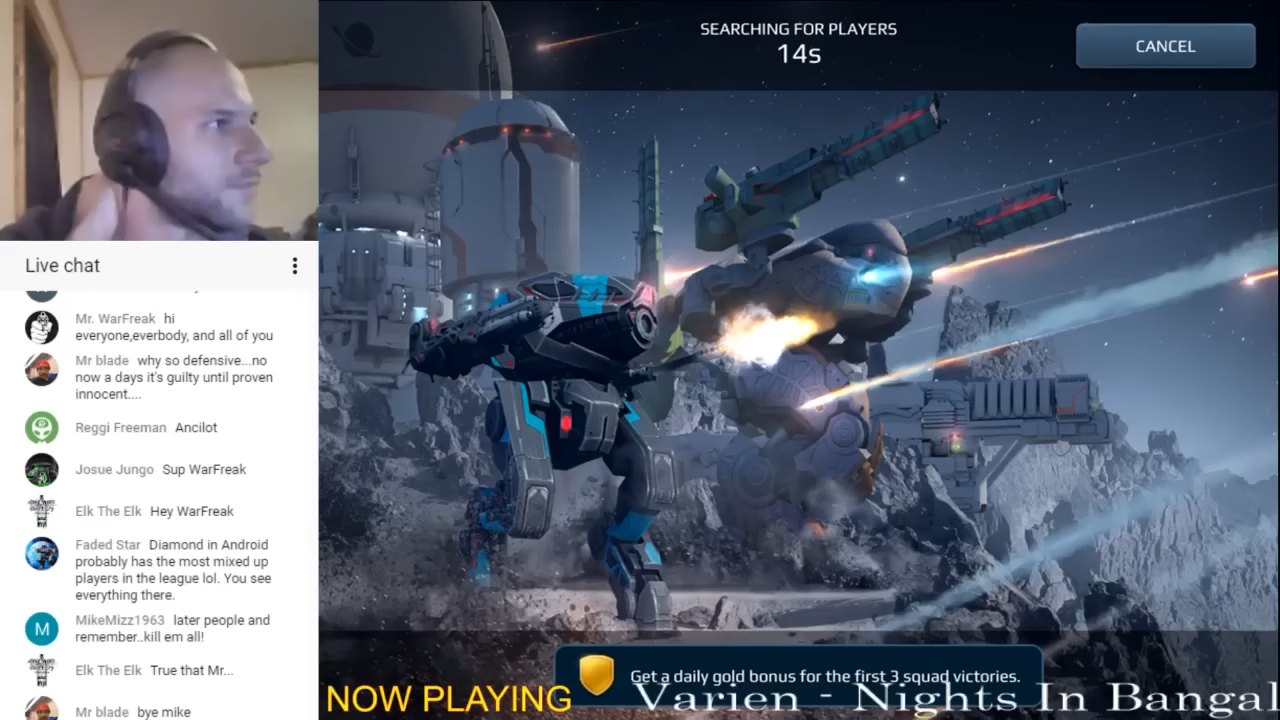 SEARCHING FOR PLAYERS
14s
CANCEL
Live chat
Mr. WarFreak hi
everyone,everbody, and all of you
Mr blade why so defensive...no
now a days it's guilty until proven
innocent....
Reggi Freeman Ancilot
Josue Jungo Sup WarFreak
Elk The Elk Hey WarFreak
Faded Star Diamond in Android
probably has the most mixed up
players in the league lol. You see
everything there.
M
MikeMizz1963 later people and
remember..kill em all!
Elk The Elk True that Mr...
Mr blade bye mike
Get a daily gold bonus for the first 3 squad victories.
NOW PLAYING Varien - Nights In Bangal